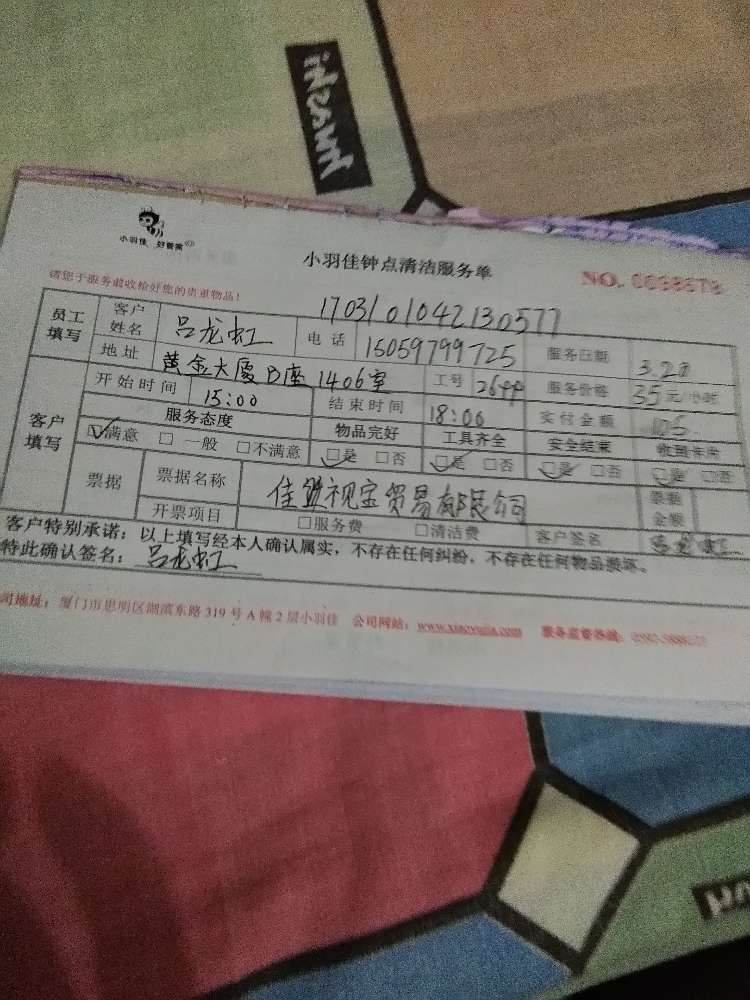 小羽佳 好管家
小羽佳钟点清洁服务单
NO.
请您于服务前收检好您的贵重物品!
1703101042130577
员工填写 客户姓名 吕龙虹 电话 15059799725 服务日期 3.20
地址 黄金大厦B座1406室 工号 服务价格 35元/小时
开始时间 15:00 结束时间 18:00 实付金额 105
客户填写 服务态度 物品完好 工具齐全 安全结束
满意 一般 不满意 是 否 是 否 是 否 是 否
票据 票据名称 视宝贸易有限公司 票据金额
开票项目 服务费 清洁费 客户签名
客户特别承诺:以上填写经本人确认属实,不存在任何纠纷,不存在任何物品损坏。
特此确认签名:吕龙虹
司地址:厦门市思明区湖滨东路319号A幢2层小羽佳 公司网站: 服务监督热线: